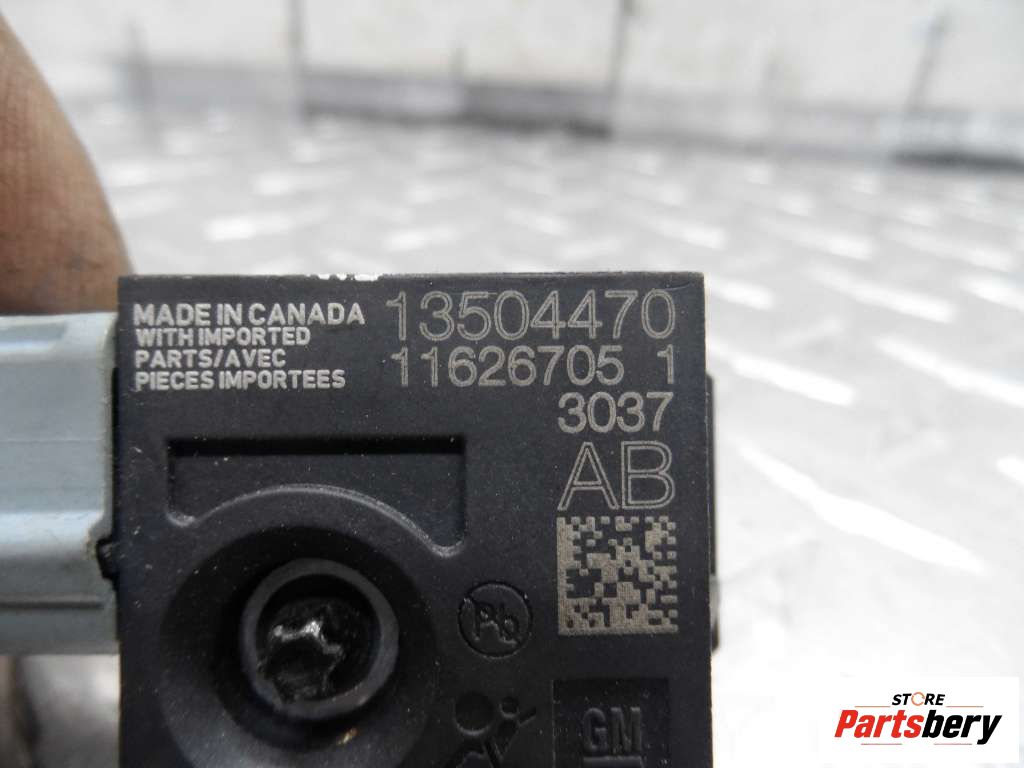 MADE IN CANADA
WITH IMPORTED
PARTS/AVEC
PIECES IMPORTEES
13504470
11626705 1
3037
AB
Pb
GM
STORE
Partsbery